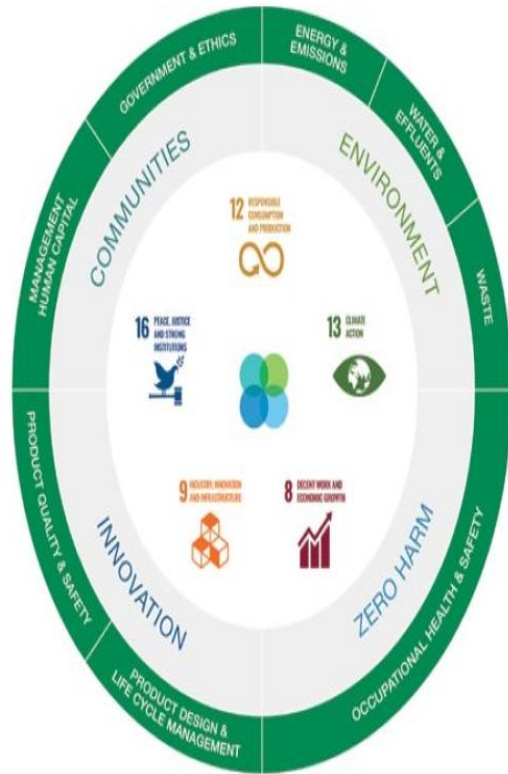 GOVERNMENT & ETHICS
ENERGY &
EMISSIONS
WATER &
EFFLUENTS
WASTE
MANAGEMENT
HUMAN CAPITAL
COMMUNITIES
ENVIRONMENT
12 RESPONSIBLE
CONSUMPTION
AND PRODUCTION
16 PEACE, JUSTICE
AND STRONG
INSTITUTIONS
13 CLIMATE
ACTION
9 INDUSTRY, INNOVATION
AND INFRASTRUCTURE
8 DECENT WORK AND
ECONOMIC GROWTH
INNOVATION
ZERO HARM
PRODUCT QUALITY & SAFETY
PRODUCT DESIGN &
LIFE CYCLE MANAGEMENT
OCCUPATIONAL HEALTH & SAFETY